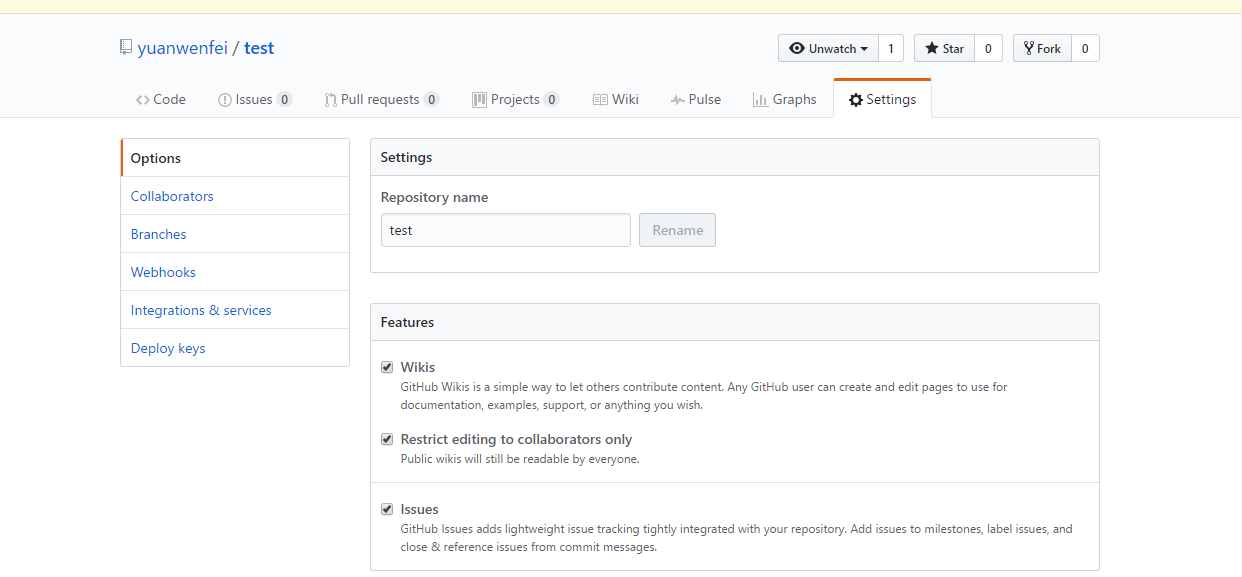 yuanwenfei / test
Unwatch 1 Star 0 Fork 0
Code Issues 0 Pull requests 0 Projects 0 Wiki Pulse Graphs Settings
Options
Collaborators
Branches
Webhooks
Integrations & services
Deploy keys
Settings
Repository name
test Rename
Features
Wikis
GitHub Wikis is a simple way to let others contribute content. Any GitHub user can create and edit pages to use for
documentation, examples, support, or anything you wish.
Restrict editing to collaborators only
Public wikis will still be readable by everyone.
Issues
GitHub Issues adds lightweight issue tracking tightly integrated with your repository. Add issues to milestones, label issues, and
close & reference issues from commit messages.